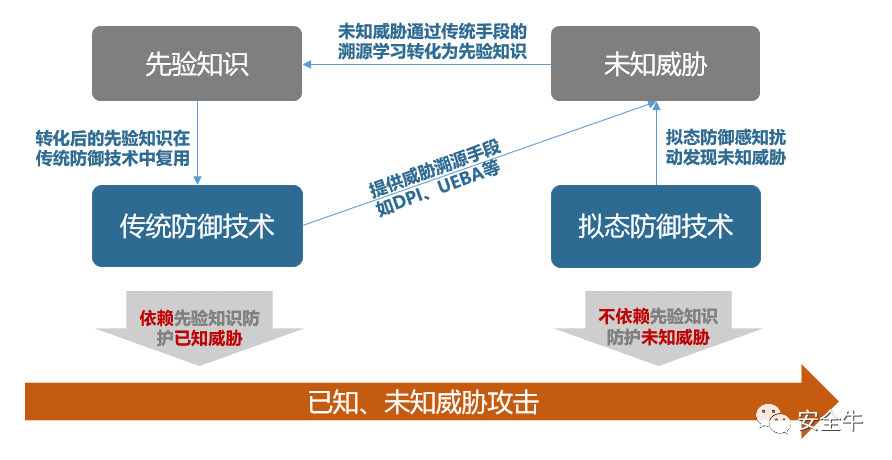 未知威胁通过传统手段的
溯源学习转化为先验知识
先验知识
未知威胁
转化后的先验知识在
传统防御技术中复用
提供威胁溯源手段
如DPI、UEBA等
拟态防御感知扰
动发现未知威胁
传统防御技术
拟态防御技术
依赖先验知识防
护已知威胁
不依赖先验知识
防护未知威胁
已知、未知威胁攻击
安全牛